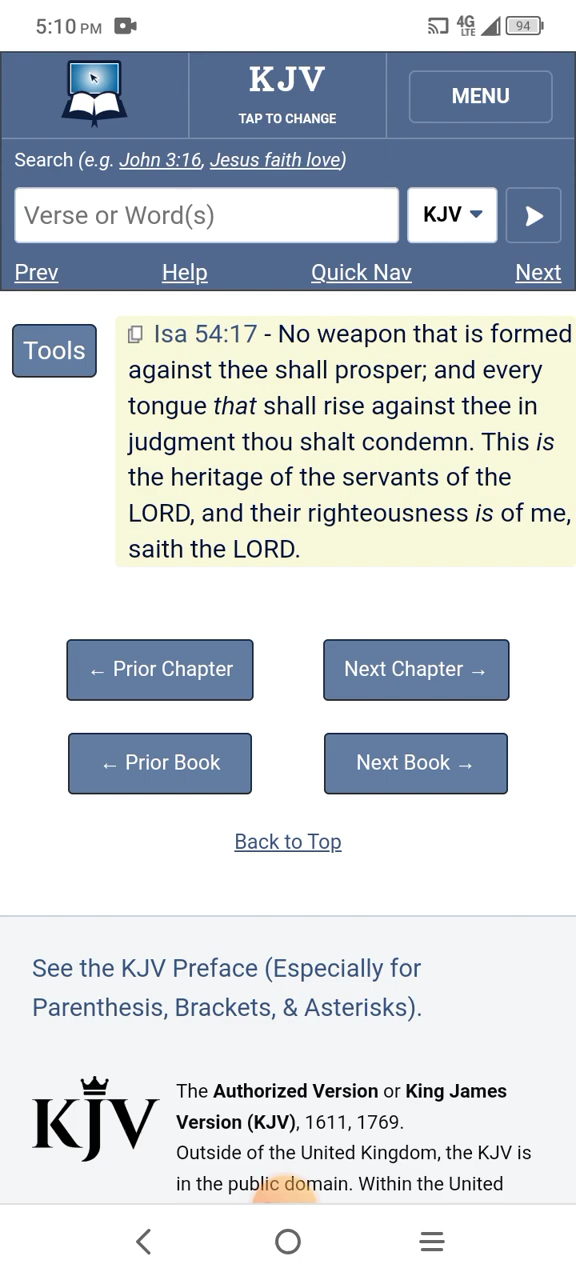 5:10 PM 4G LTE 94
KJV
TAP TO CHANGE
MENU
Search (e.g. John 3:16, Jesus faith love)
Verse or Word(s) KJV
Prev Help Quick Nav Next
Tools
Isa 54:17 - No weapon that is formed
against thee shall prosper; and every
tongue that shall rise against thee in
judgment thou shalt condemn. This is
the heritage of the servants of the
LORD, and their righteousness is of me,
saith the LORD.
← Prior Chapter Next Chapter →
← Prior Book Next Book →
Back to Top
See the KJV Preface (Especially for
Parenthesis, Brackets, & Asterisks).
KJV
The Authorized Version or King James
Version (KJV), 1611, 1769.
Outside of the United Kingdom, the KJV is
in the public domain. Within the United